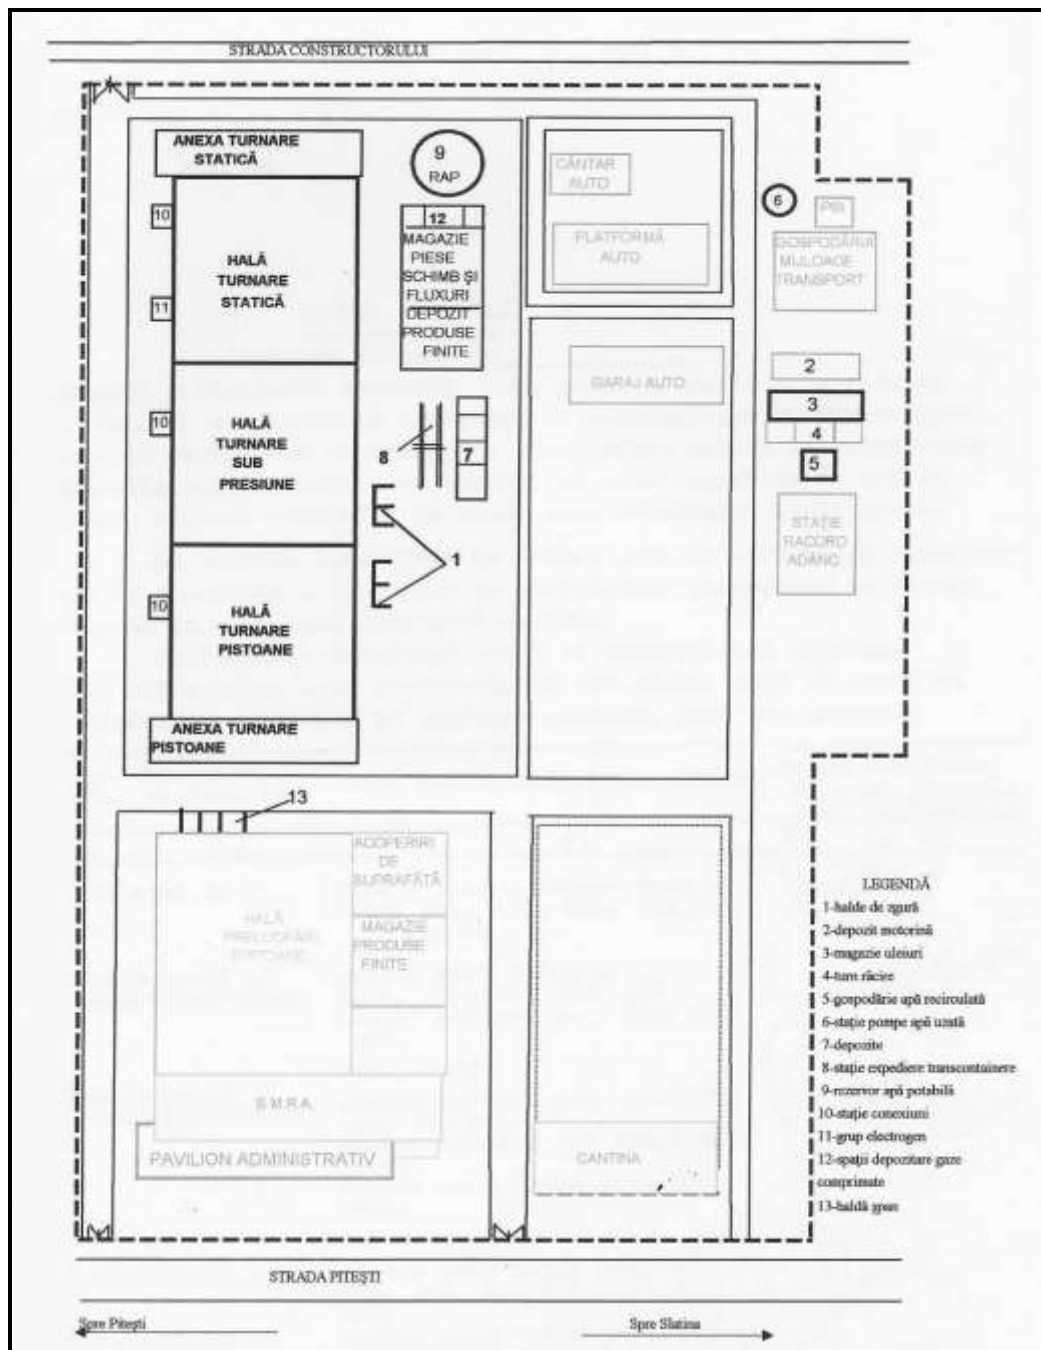 STRADA CONSTRUCTORULUI
ANEXA TURNARE
STATICĂ
9
RAP
CÂNTAR
AUTO
6
PSI
10
12
MAGAZIE
PIESE
SCHIMB ŞI
FLUXURI
DEPOZIT
PRODUSE
FINITE
PLATFORMĂ
AUTO
GOSPODĂRIE
MIJLOACE
TRANSPORT
HALĂ
TURNARE
STATICĂ
11
GARAJ AUTO
2
3
4
5
10
HALĂ
TURNARE
SUB
PRESIUNE
8
7
STAŢIE
RACORD
ADÂNC
1
10
HALĂ
TURNARE
PISTOANE
ANEXA TURNARE
PISTOANE
13
ACOPERIRI
DE
SUPRAFĂTĂ
HALĂ
PRELUCRĂRI
PISTOANE
MAGAZIE
PRODUSE
FINITE
S.M.R.A.
PAVILION ADMINISTRATIV
CANTINA
LEGENDĂ
1-halde de zgură
2-depozit motorină
3-magazie uleiuri
4-turn răcire
5-gospodărie apă recirculată
6-staţie pompe apă uzată
7-depozite
8-staţie expediere transcontainere
9-rezervor apă potabilă
10-staţie conexiuni
11-grup electrogen
12-spaţii depozitare gaze
comprimate
13-haldă şpan
STRADA PITEŞTI
Spre Piteşti
Spre Slatina